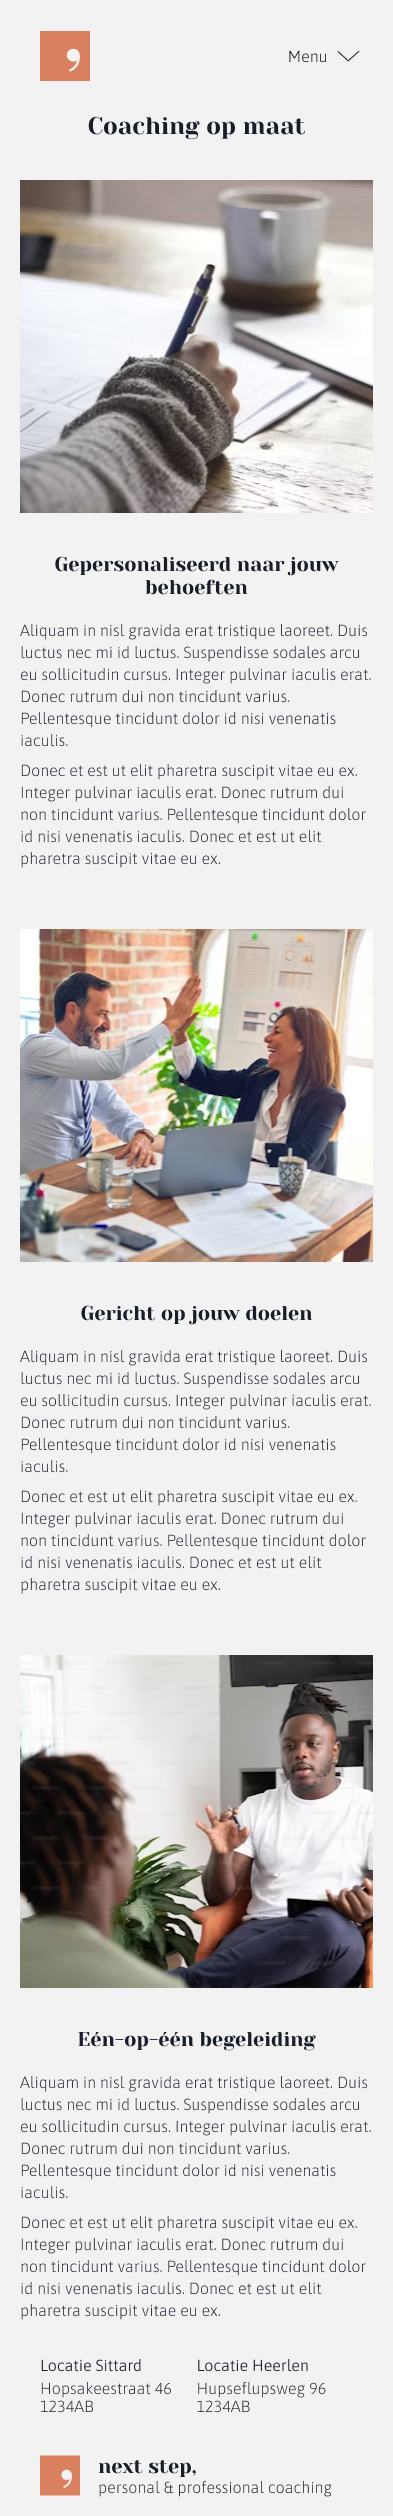 ,
Menu
Coaching op maat
Gepersonaliseerd naar jouw
behoeften
Aliquam in nisl gravida erat tristique laoreet. Duis
luctus nec mi id luctus. Suspendisse sodales arcu
eu sollicitudin cursus. Integer pulvinar iaculis erat.
Donec rutrum dui non tincidunt varius.
Pellentesque tincidunt dolor id nisi venenatis
iaculis.
Donec et est ut elit pharetra suscipit vitae eu ex.
Integer pulvinar iaculis erat. Donec rutrum dui
non tincidunt varius. Pellentesque tincidunt dolor
id nisi venenatis iaculis. Donec et est ut elit
pharetra suscipit vitae eu ex.
Gericht op jouw doelen
Aliquam in nisl gravida erat tristique laoreet. Duis
luctus nec mi id luctus. Suspendisse sodales arcu
eu sollicitudin cursus. Integer pulvinar iaculis erat.
Donec rutrum dui non tincidunt varius.
Pellentesque tincidunt dolor id nisi venenatis
iaculis.
Donec et est ut elit pharetra suscipit vitae eu ex.
Integer pulvinar iaculis erat. Donec rutrum dui
non tincidunt varius. Pellentesque tincidunt dolor
id nisi venenatis iaculis. Donec et est ut elit
pharetra suscipit vitae eu ex.
Eén-op-één begeleiding
Aliquam in nisl gravida erat tristique laoreet. Duis
luctus nec mi id luctus. Suspendisse sodales arcu
eu sollicitudin cursus. Integer pulvinar iaculis erat.
Donec rutrum dui non tincidunt varius.
Pellentesque tincidunt dolor id nisi venenatis
iaculis.
Donec et est ut elit pharetra suscipit vitae eu ex.
Integer pulvinar iaculis erat. Donec rutrum dui
non tincidunt varius. Pellentesque tincidunt dolor
id nisi venenatis iaculis. Donec et est ut elit
pharetra suscipit vitae eu ex.
Locatie Sittard
Hopsakeestraat 46
1234AB
Locatie Heerlen
Hupseflupsweg 96
1234AB
,
next step,
personal & professional coaching